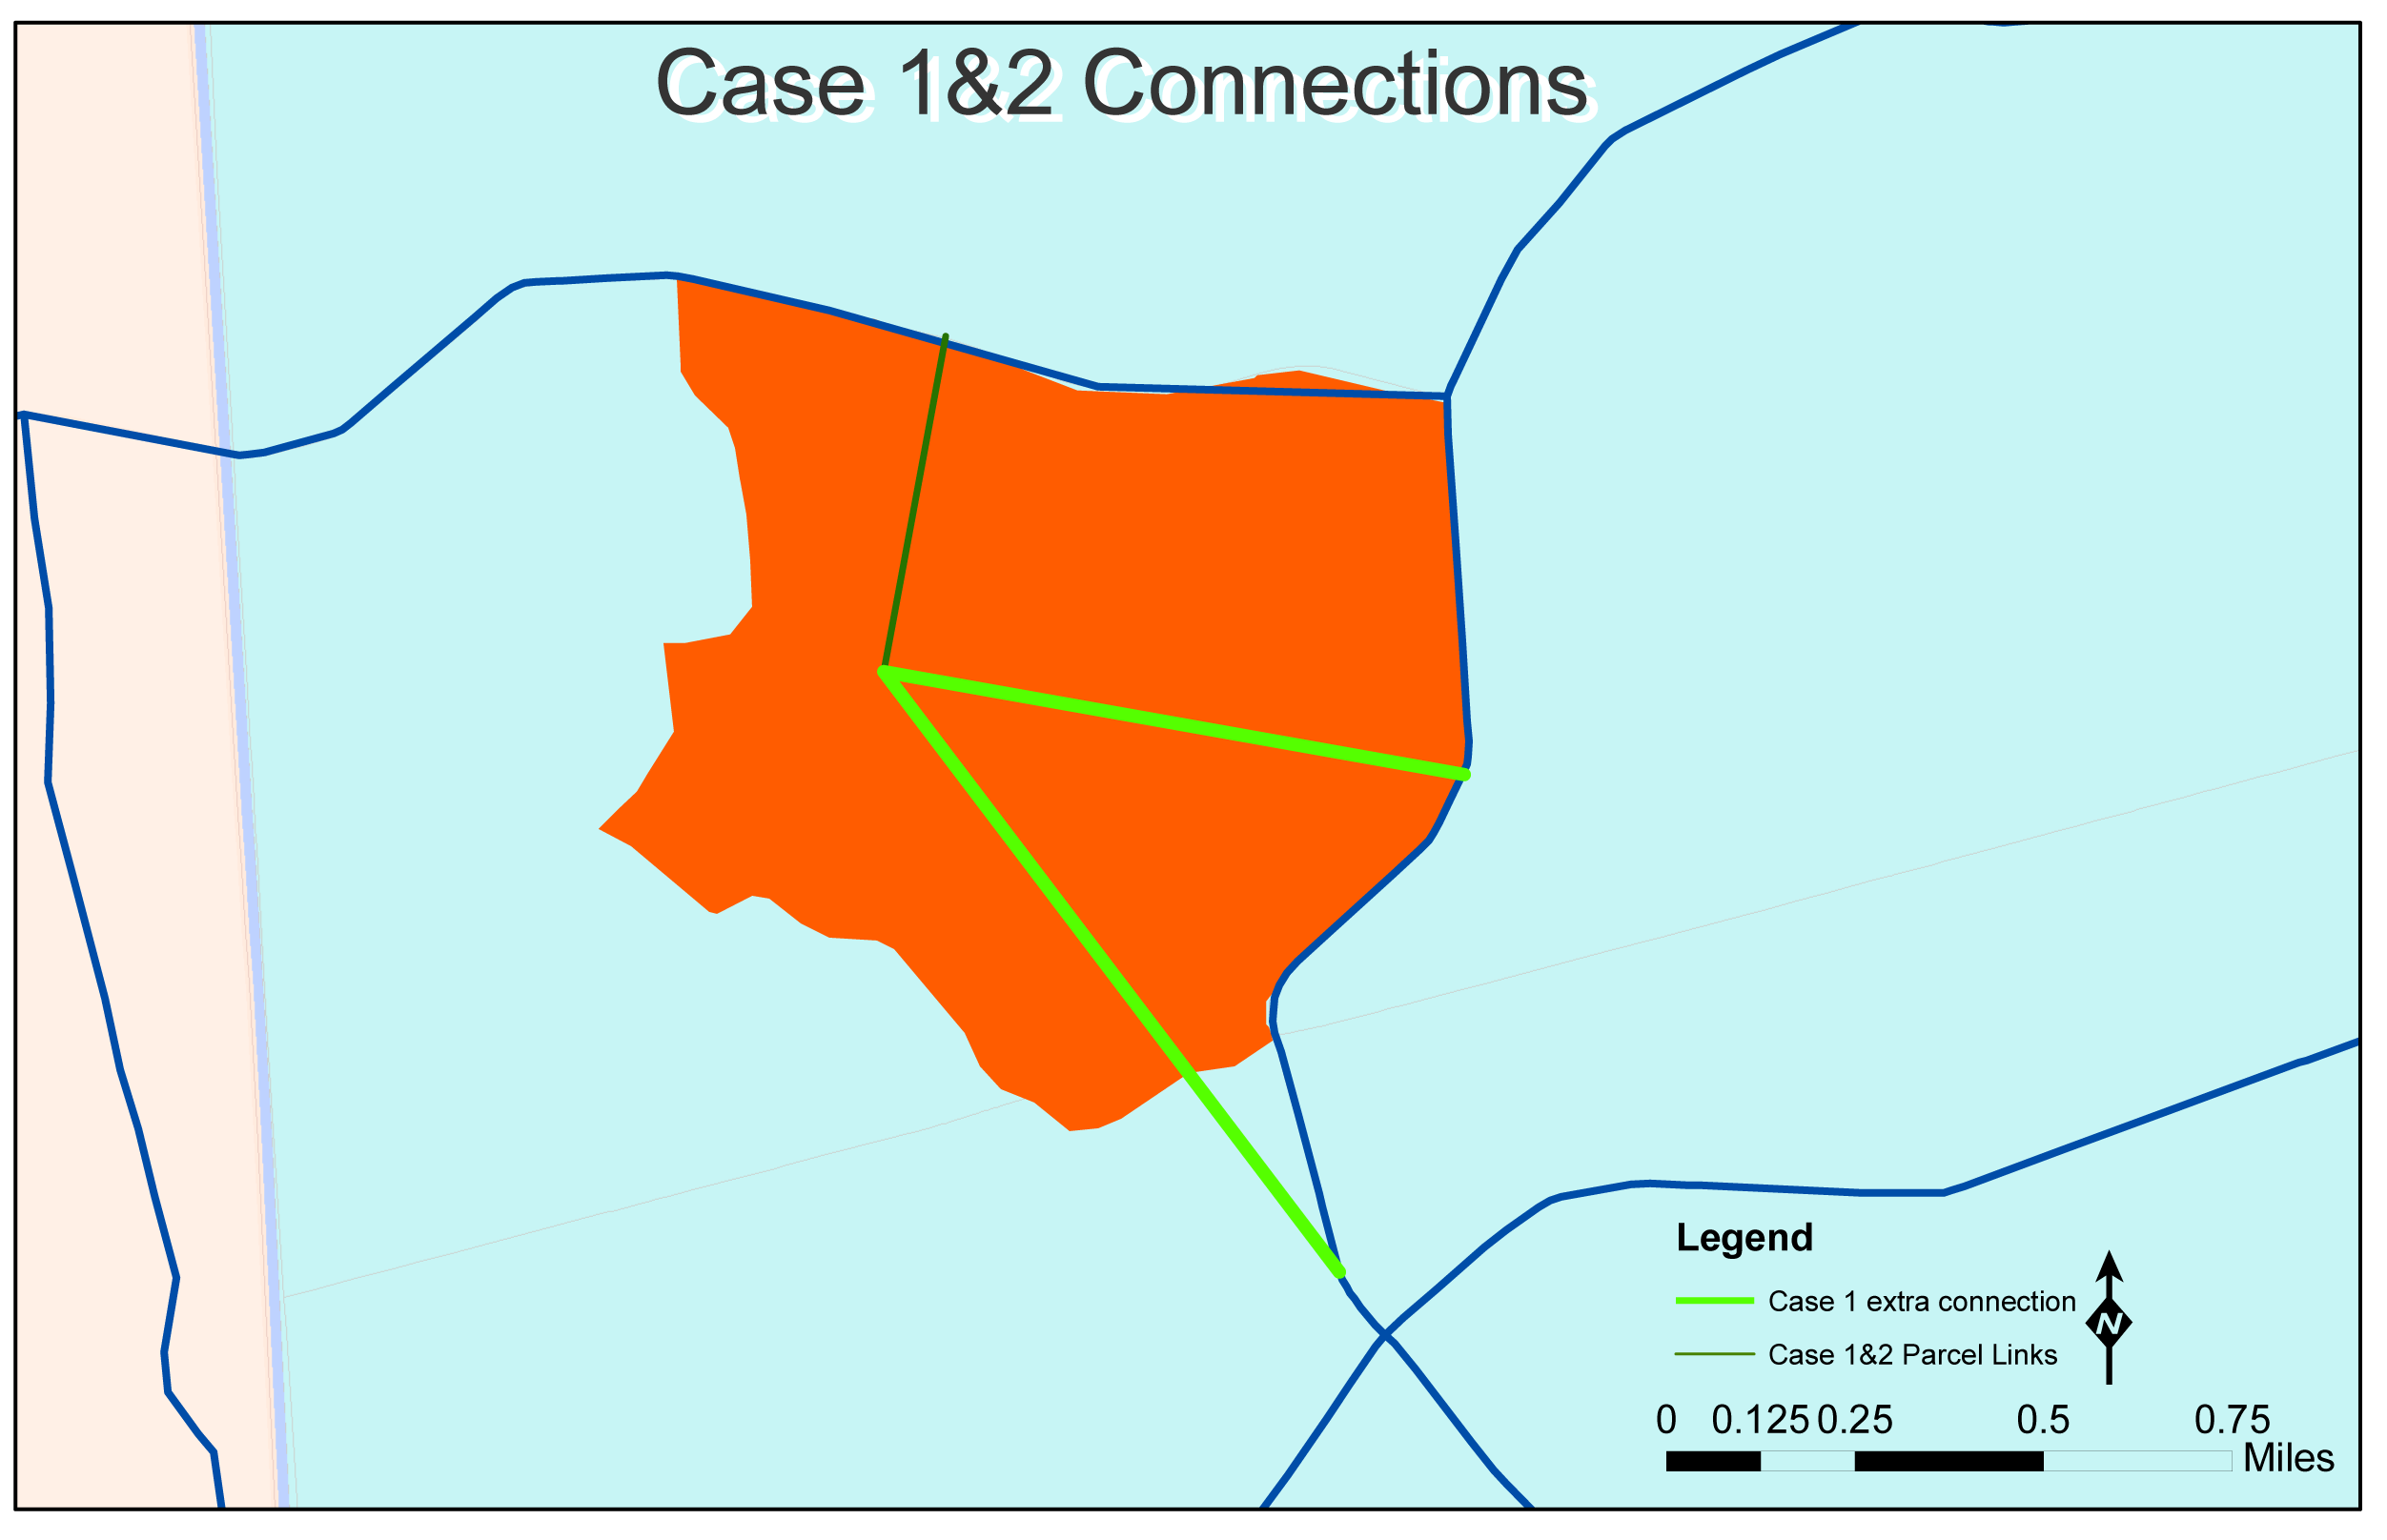 Case 1&2 Connections
Legend
Case 1 extra connection
Case 1&2 Parcel Links
N
0 0.125 0.25 0.5 0.75
Miles